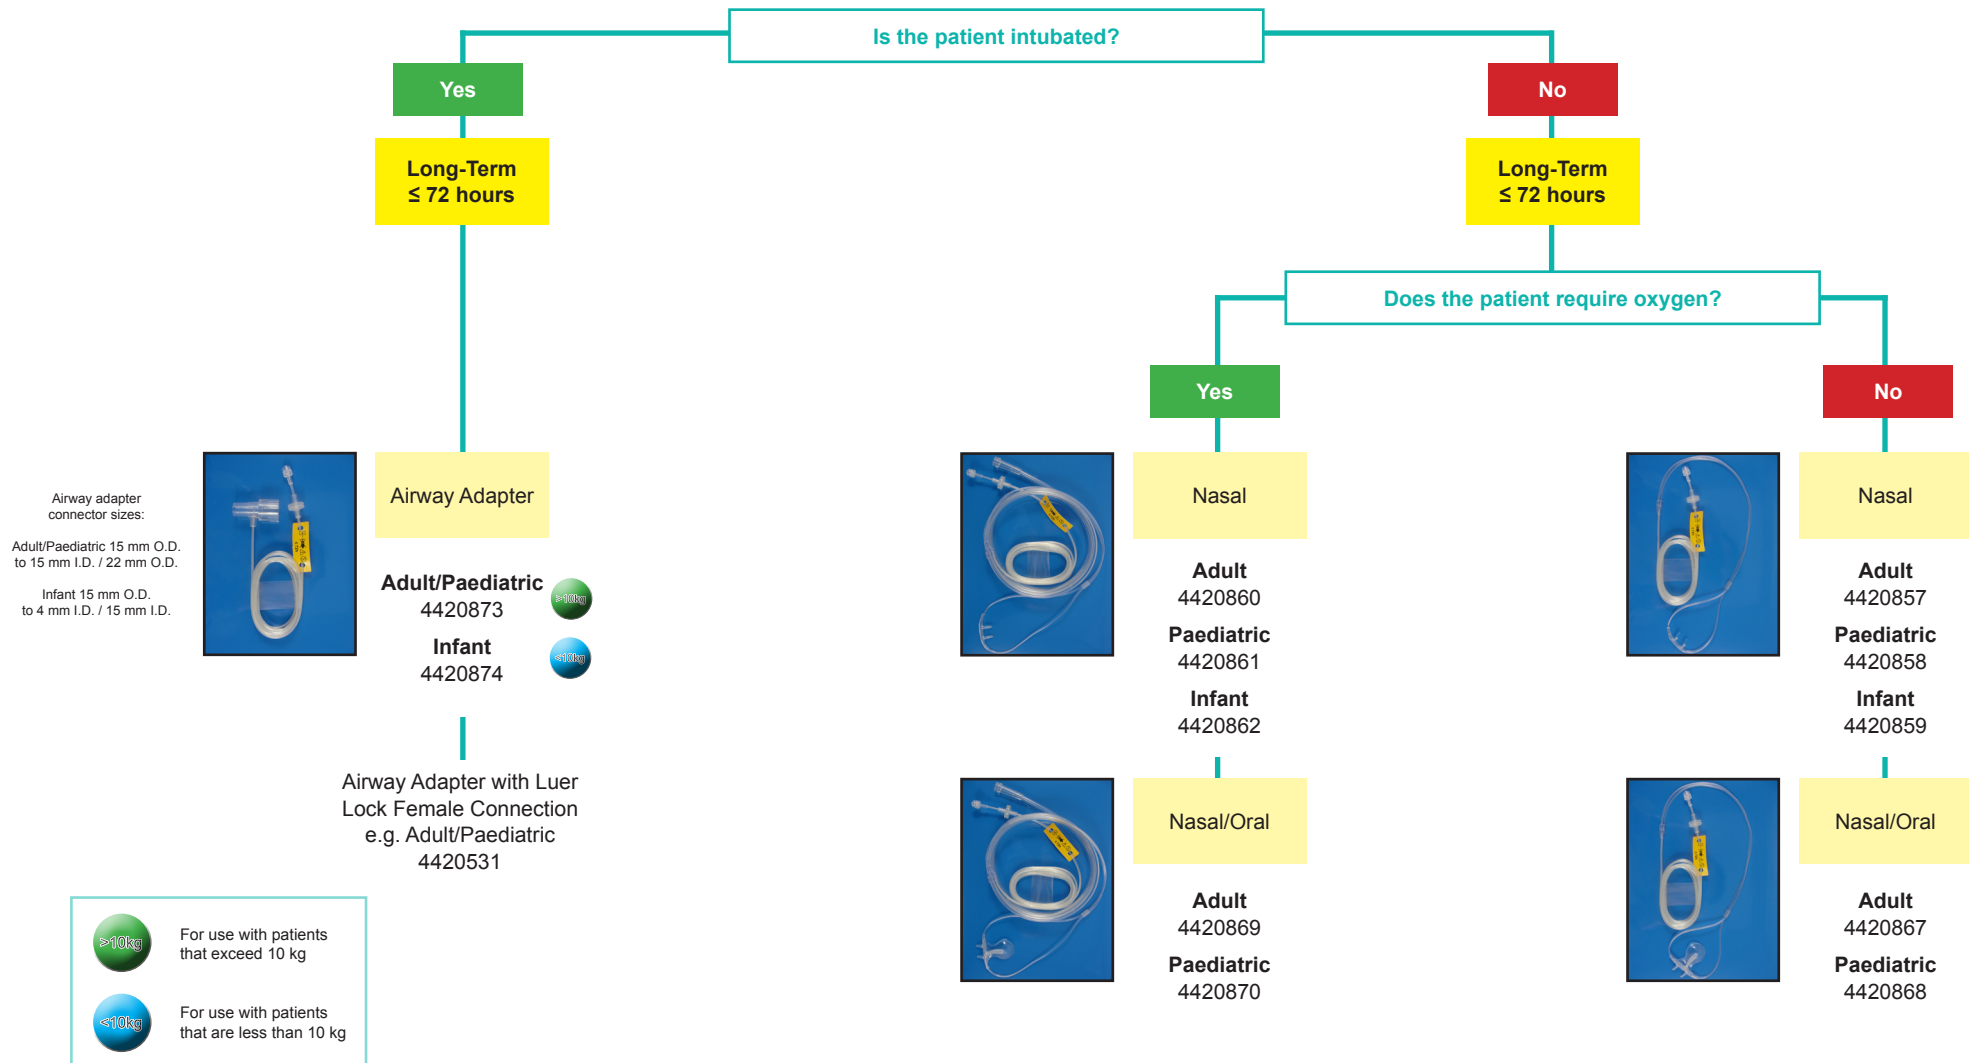 Is the patient intubated?
Yes
No
Long-Term
≤ 72 hours
Long-Term
≤ 72 hours
Does the patient require oxygen?
Yes
No
Airway adapter
connector sizes:
Adult/Paediatric 15 mm O.D.
to 15 mm I.D. / 22 mm O.D.
Infant 15 mm O.D.
to 4 mm I.D. / 15 mm I.D.
Airway Adapter
Adult/Paediatric
4420873
>10kg
Infant
4420874
<10kg
Airway Adapter with Luer
Lock Female Connection
e.g. Adult/Paediatric
4420531
Nasal
Adult
4420860
Paediatric
4420861
Infant
4420862
Nasal/Oral
Adult
4420869
Paediatric
4420870
Nasal
Adult
4420857
Paediatric
4420858
Infant
4420859
Nasal/Oral
Adult
4420867
Paediatric
4420868
>10kg
For use with patients
that exceed 10 kg
<10kg
For use with patients
that are less than 10 kg